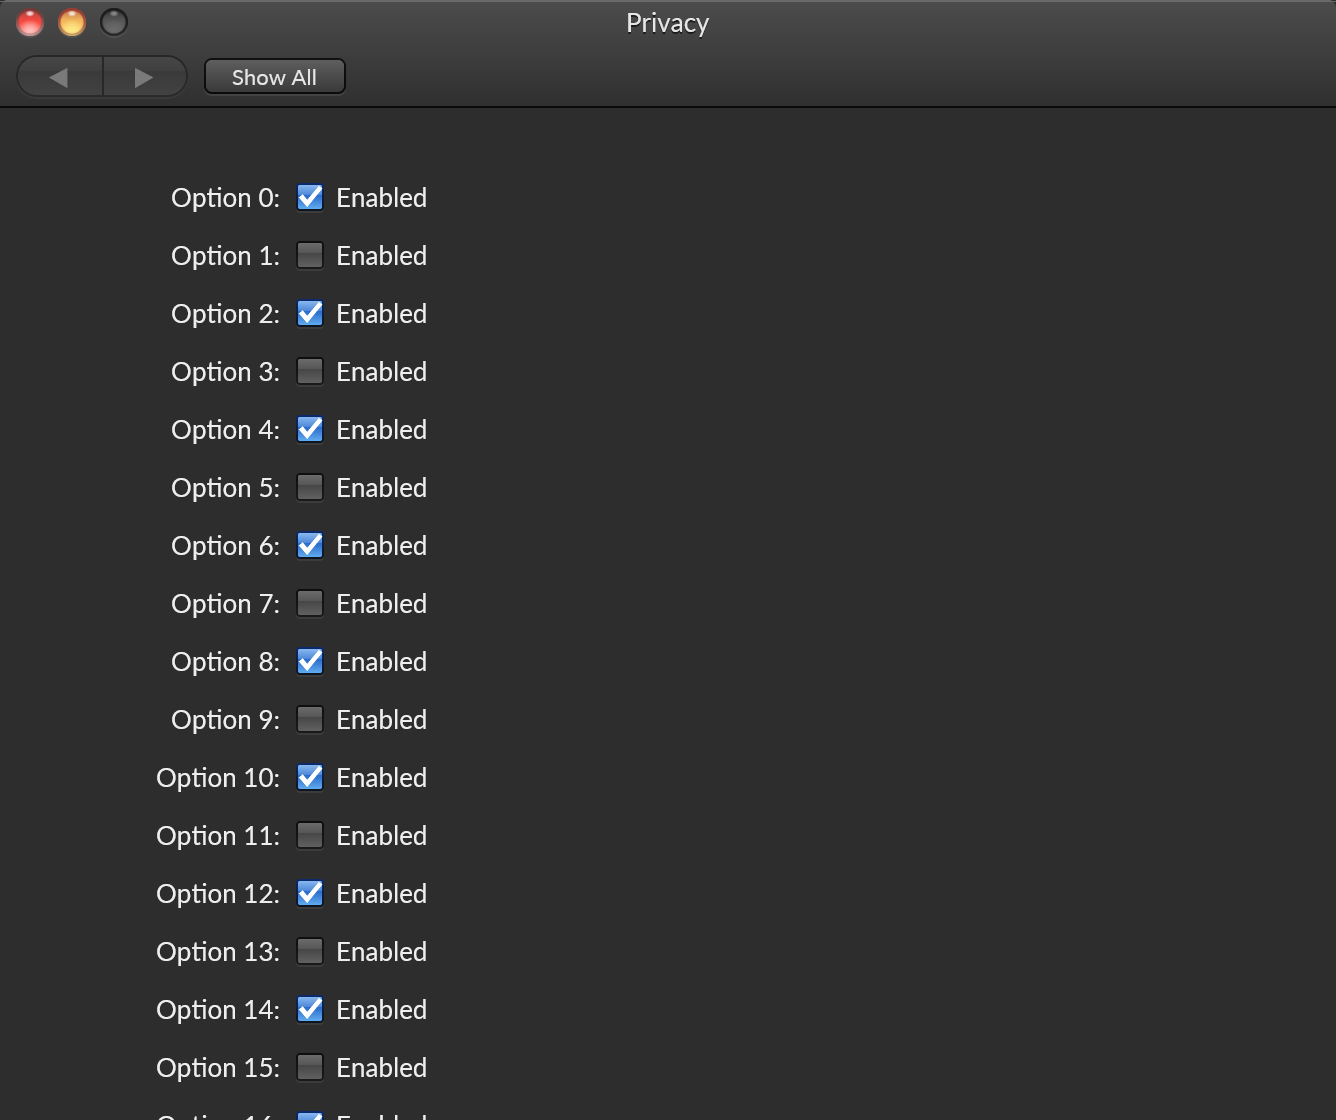 Privacy
Show All
Option 0: Enabled
Option 1: Enabled
Option 2: Enabled
Option 3: Enabled
Option 4: Enabled
Option 5: Enabled
Option 6: Enabled
Option 7: Enabled
Option 8: Enabled
Option 9: Enabled
Option 10: Enabled
Option 11: Enabled
Option 12: Enabled
Option 13: Enabled
Option 14: Enabled
Option 15: Enabled